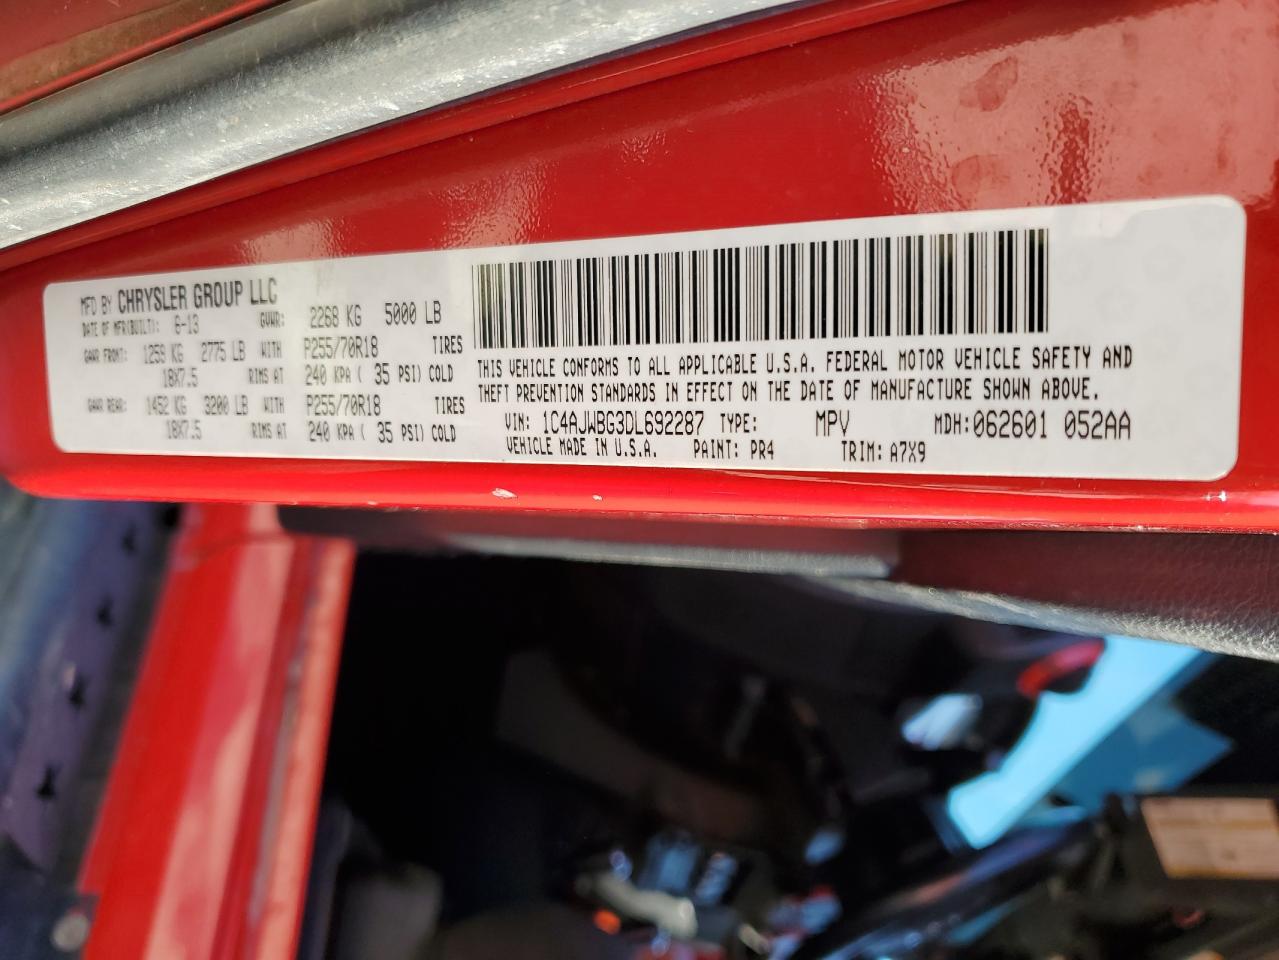 MFD BY CHRYSLER GROUP LLC
DATE OF MFR(BUILT): 6-13 GVWR: 2268 KG 5000 LB
GAWR FRONT: 1259 KG 2775 LB WITH P255/70R18 TIRES
18X7.5 RIMS AT 240 KPA ( 35 PSI) COLD
GAWR REAR: 1452 KG 3200 LB WITH P255/70R18 TIRES
18X7.5 RIMS AT 240 KPA ( 35 PSI) COLD
THIS VEHICLE CONFORMS TO ALL APPLICABLE U.S.A. FEDERAL MOTOR VEHICLE SAFETY AND
THEFT PREVENTION STANDARDS IN EFFECT ON THE DATE OF MANUFACTURE SHOWN ABOVE.
VIN: 1C4AJWBG3DL692287 TYPE: MPV MDH:062601 052AA
VEHICLE MADE IN U.S.A. PAINT: PR4 TRIM: A7X9